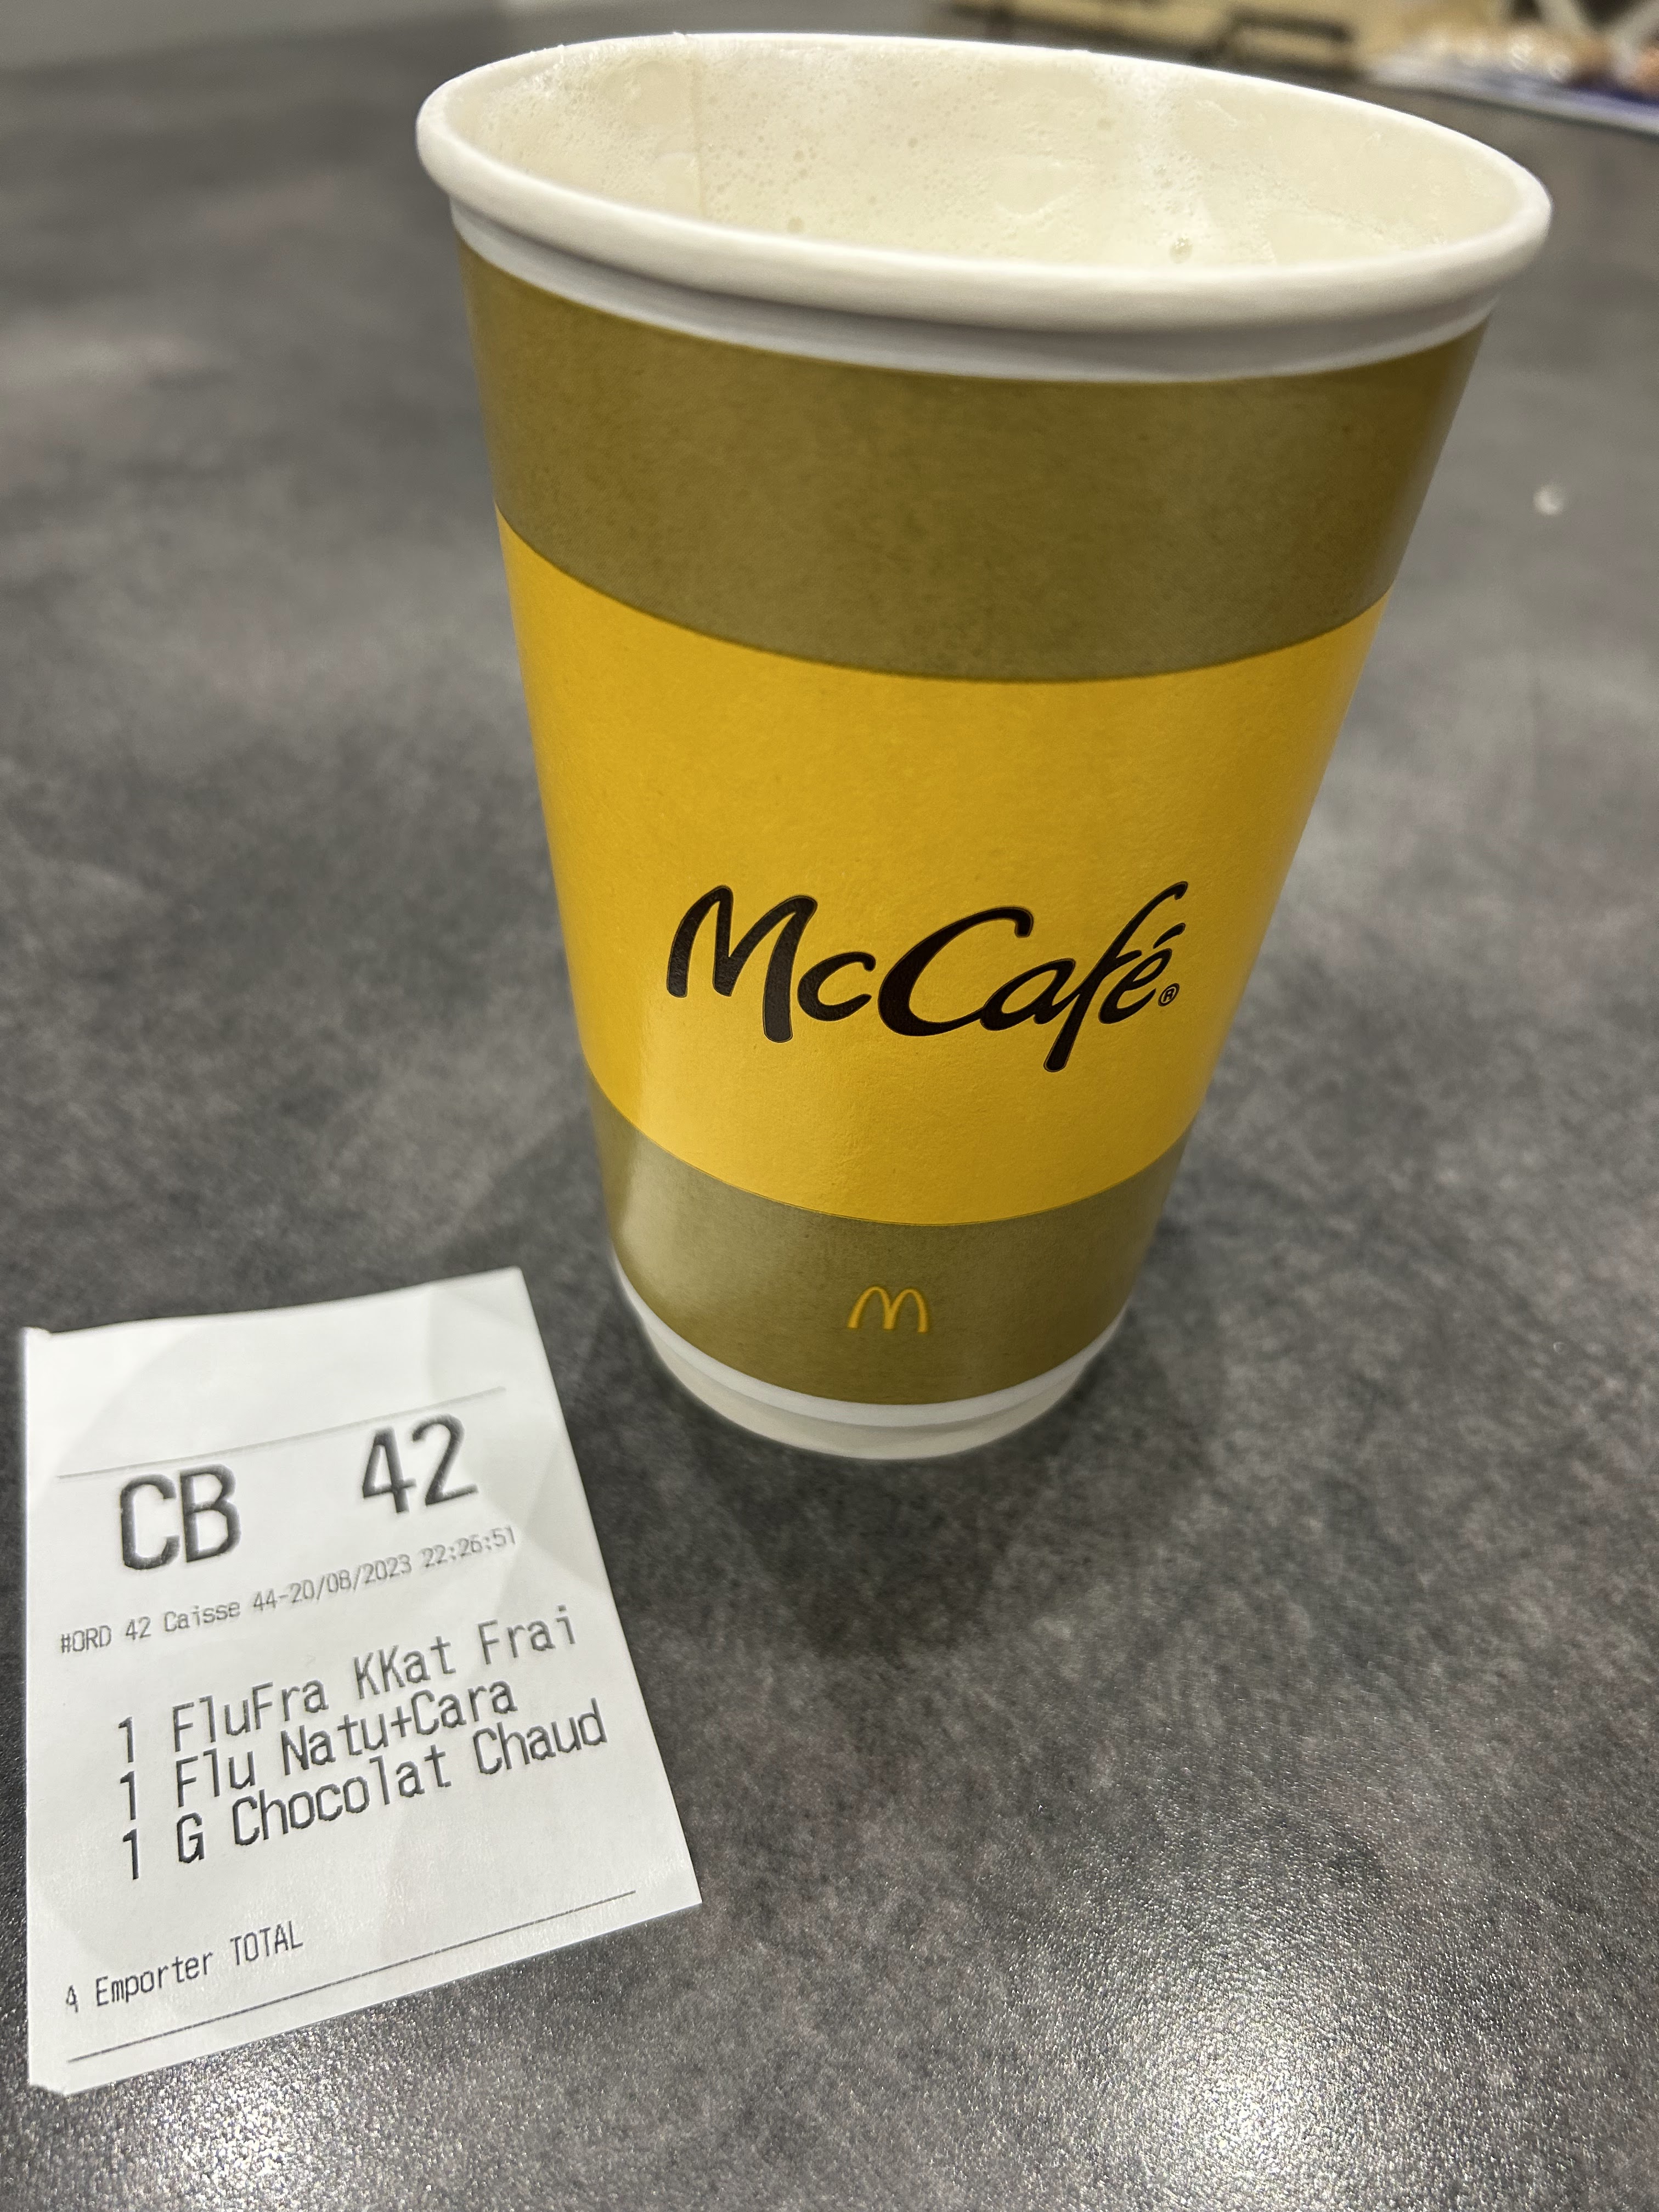 McCafé®
CB 42
#ORD 42 Caisse 44-20/08/2023 22:26:51
1 FluFra KKat Frai
1 Flu Natu+Cara
1 G Chocolat Chaud
A Emporter TOTAL